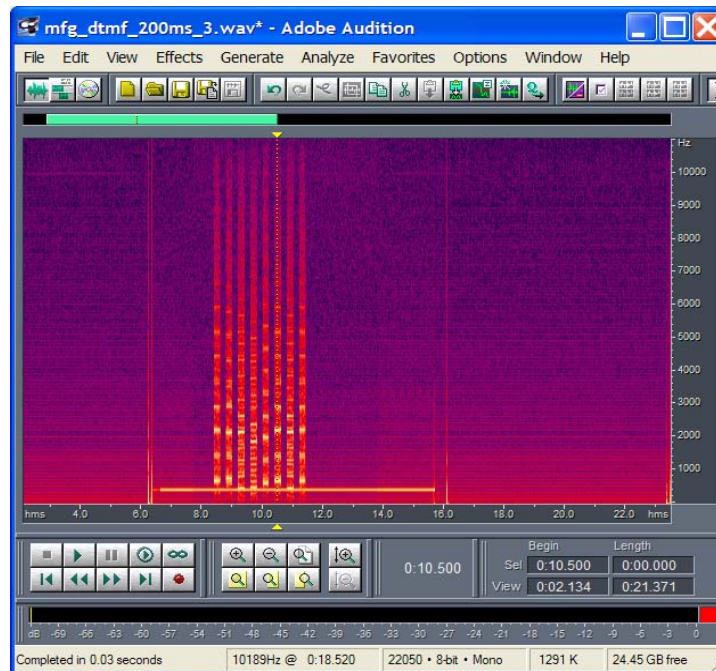 mfg_dtmf_200ms_3.wav* - Adobe Audition
File Edit View Effects Generate Analyze Favorites Options Window Help
Hz
10000
9000
8000
7000
6000
5000
4000
3000
2000
1000
hms 4.0 6.0 8.0 10.0 12.0 14.0 16.0 18.0 20.0 22.0 hms
0:10.500
Begin Length
Sel 0:10.500 0:00.000
View 0:02.134 0:21.371
dB -69 -66 -63 -60 -57 -54 -51 -48 -45 -42 -39 -36 -33 -30 -27 -24 -21 -18 -15 -12 -9 -6 -3 0
Completed in 0.03 seconds 10189Hz @ 0:18.520 22050 • 8-bit • Mono 1291 K 24.45 GB free